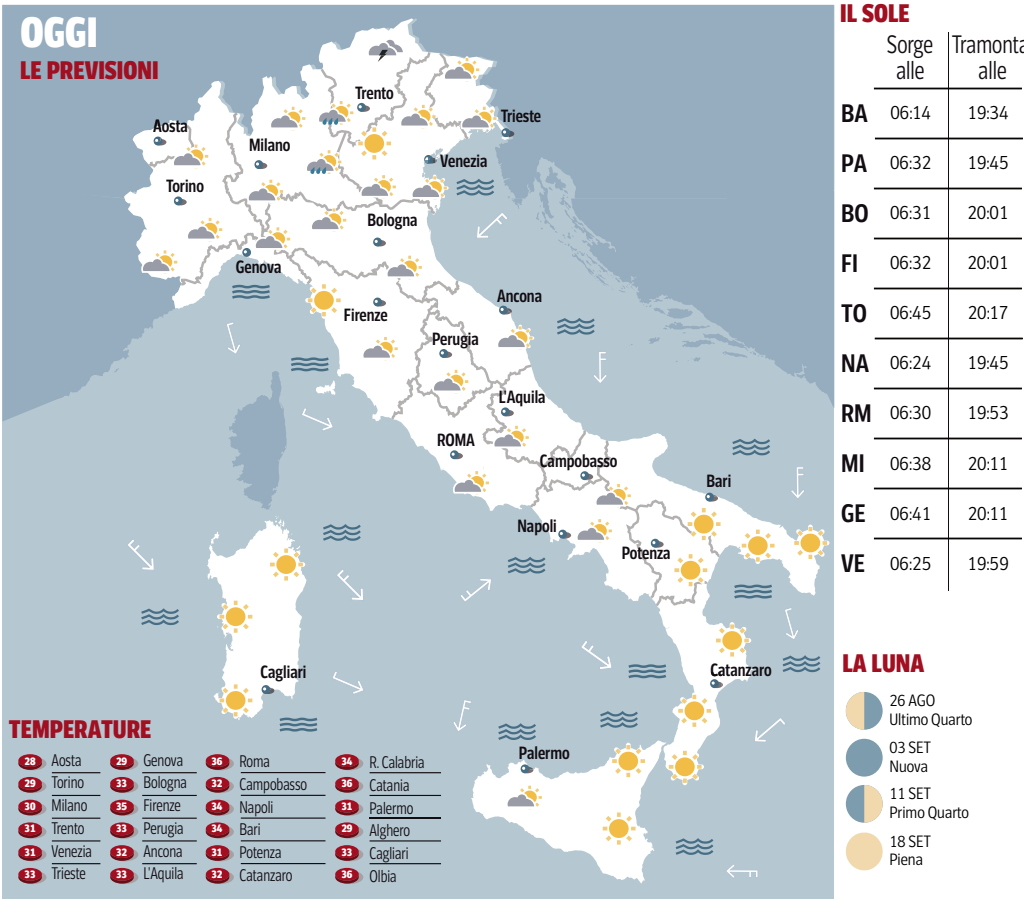 OGGI
LE PREVISIONI
Trento
Trieste
Aosta
Milano
Venezia
Torino
Bologna
Genova
Ancona
Firenze
Perugia
L'Aquila
ROMA
Campobasso
Bari
Napoli
Potenza
Cagliari
Catanzaro
Palermo
TEMPERATURE
28 Aosta
29 Torino
30 Milano
31 Trento
31 Venezia
33 Trieste
29 Genova
33 Bologna
35 Firenze
33 Perugia
32 Ancona
33 L'Aquila
36 Roma
32 Campobasso
34 Napoli
34 Bari
31 Potenza
32 Catanzaro
34 R. Calabria
36 Catania
31 Palermo
29 Alghero
33 Cagliari
36 Olbia
IL SOLE
Sorge alle Tramonta alle
BA 06:14 19:34
PA 06:32 19:45
BO 06:31 20:01
FI 06:32 20:01
TO 06:45 20:17
NA 06:24 19:45
RM 06:30 19:53
MI 06:38 20:11
GE 06:41 20:11
VE 06:25 19:59
LA LUNA
26 AGO
Ultimo Quarto
03 SET
Nuova
11 SET
Primo Quarto
18 SET
Piena